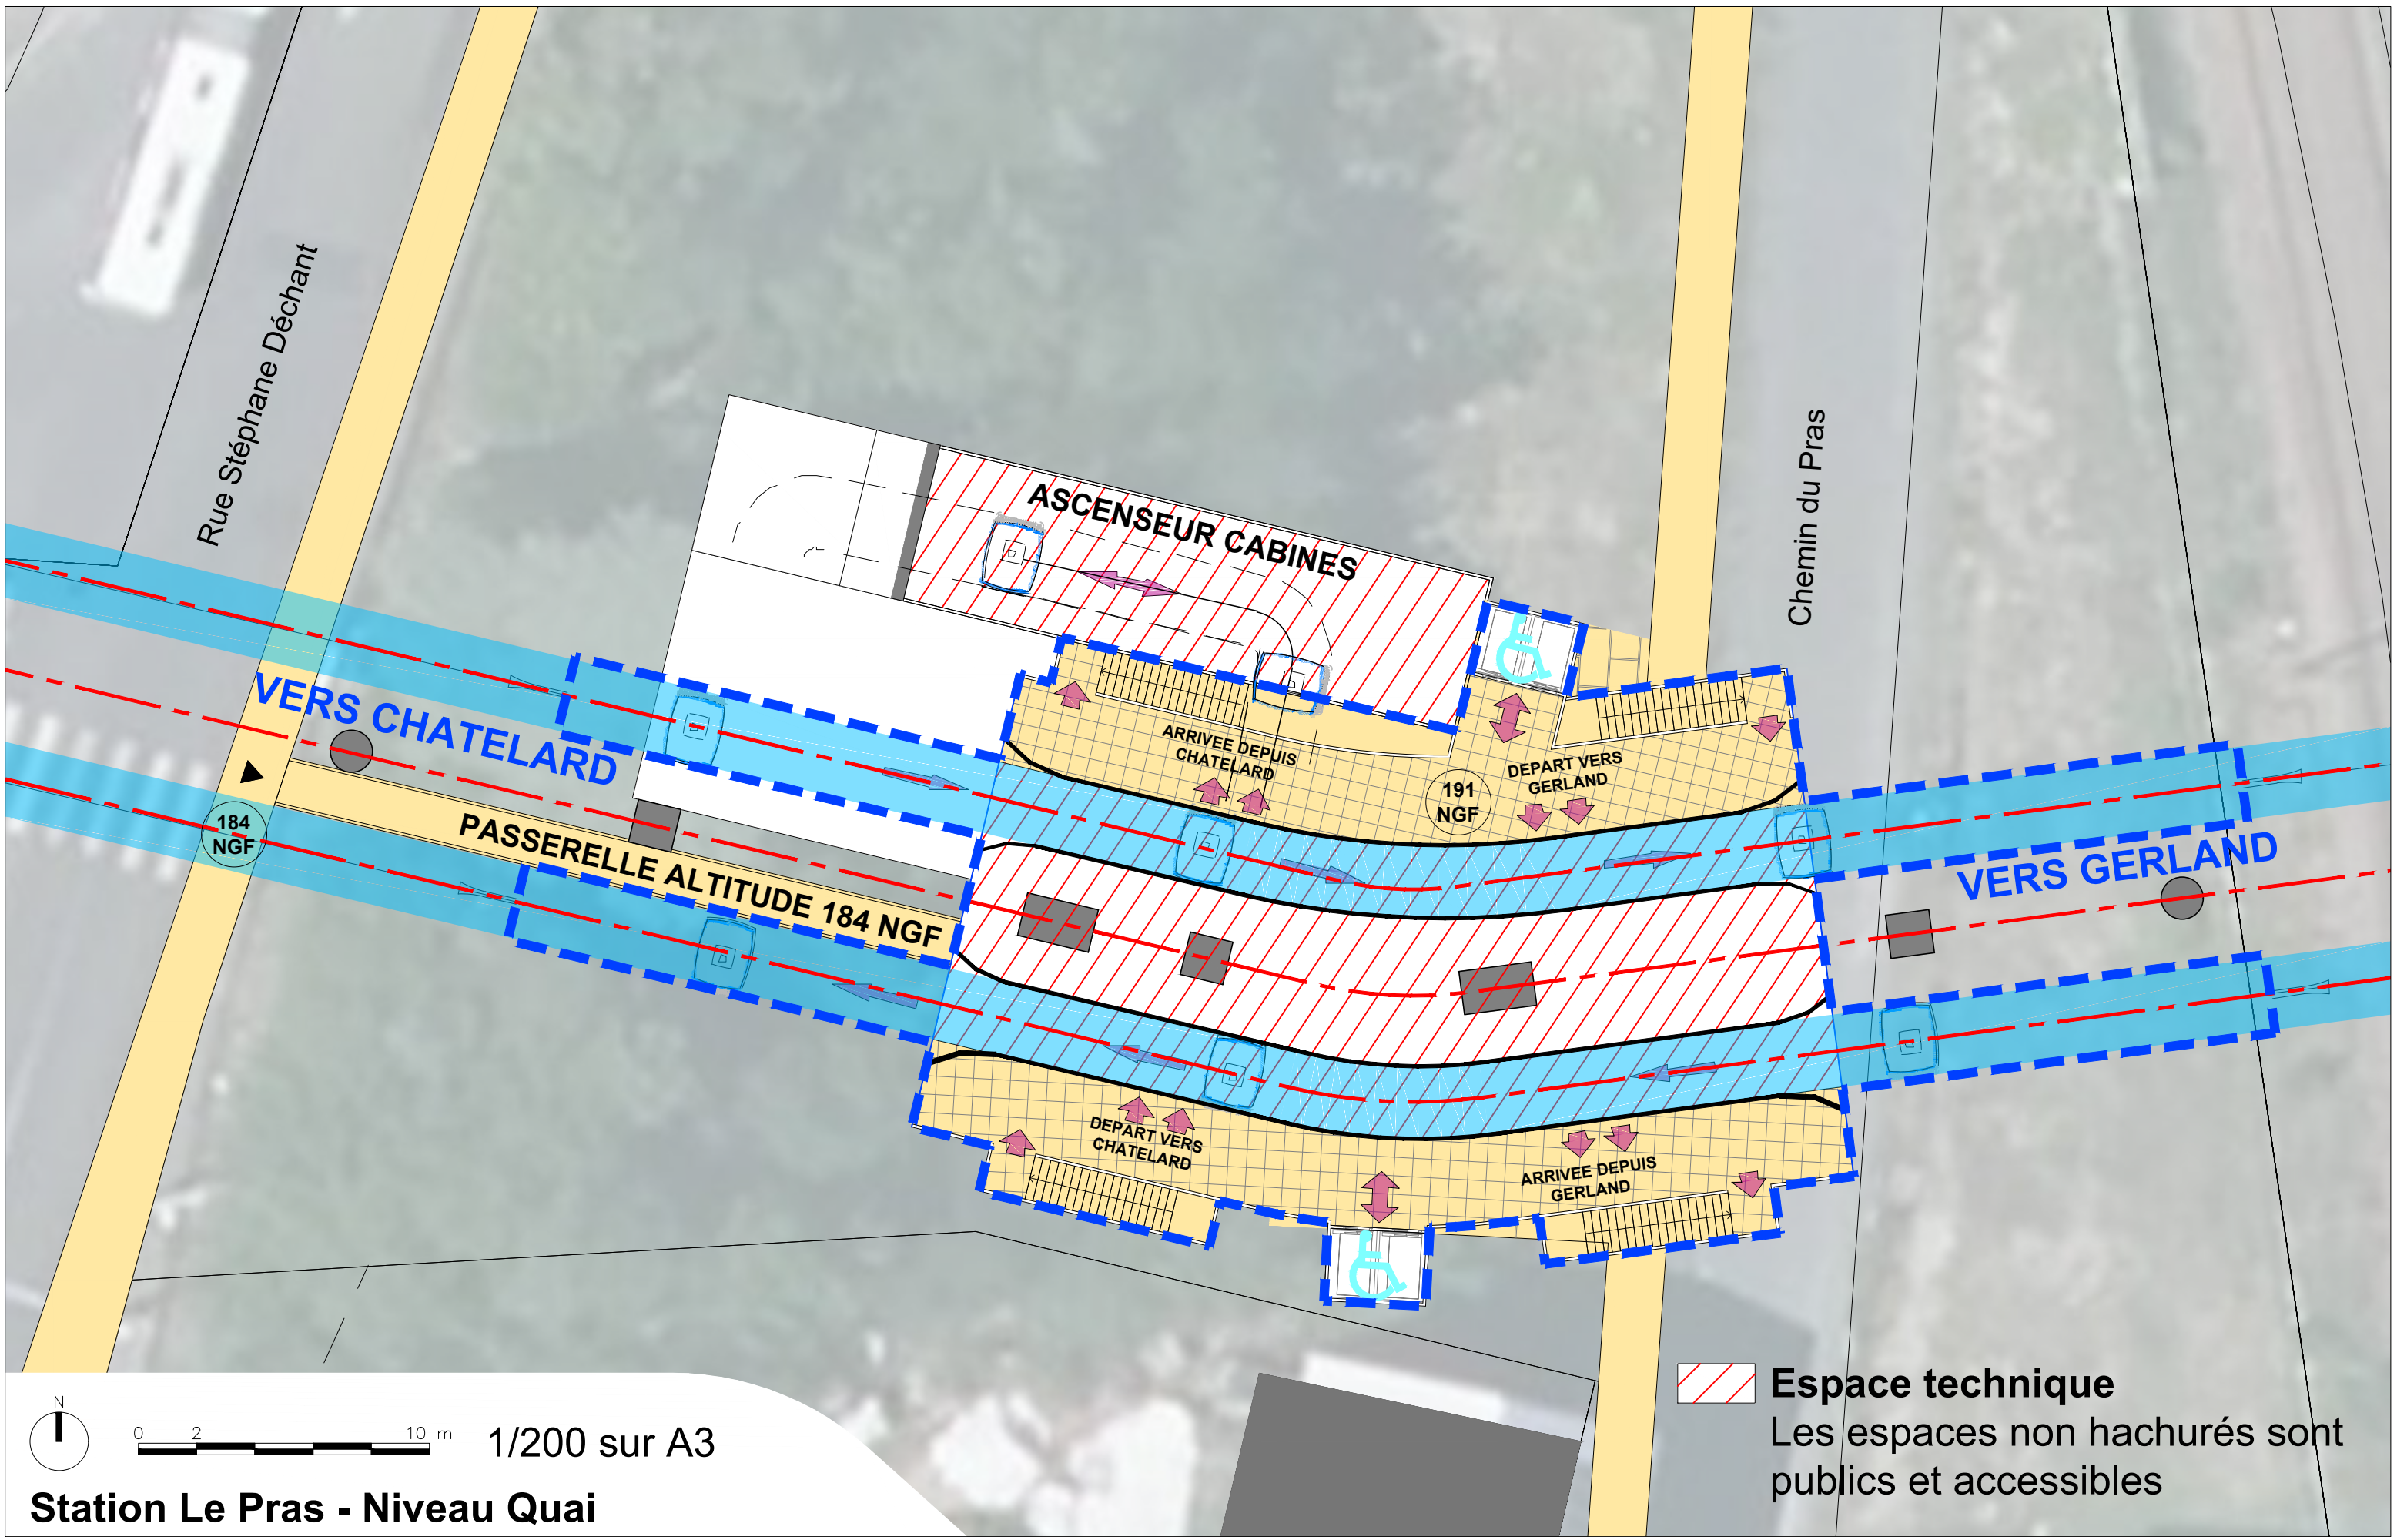 Rue Stéphane Déchant
Chemin du Pras
ASCENSEUR CABINES
VERS CHATELARD
ARRIVEE DEPUIS
CHATELARD
DEPART VERS
GERLAND
191
NGF
184
NGF
PASSERELLE ALTITUDE 184 NGF
VERS GERLAND
DEPART VERS
CHATELARD
ARRIVEE DEPUIS
GERLAND
Espace technique
Les espaces non hachurés sont
publics et accessibles
N
0 2 10 m
1/200 sur A3
Station Le Pras - Niveau Quai